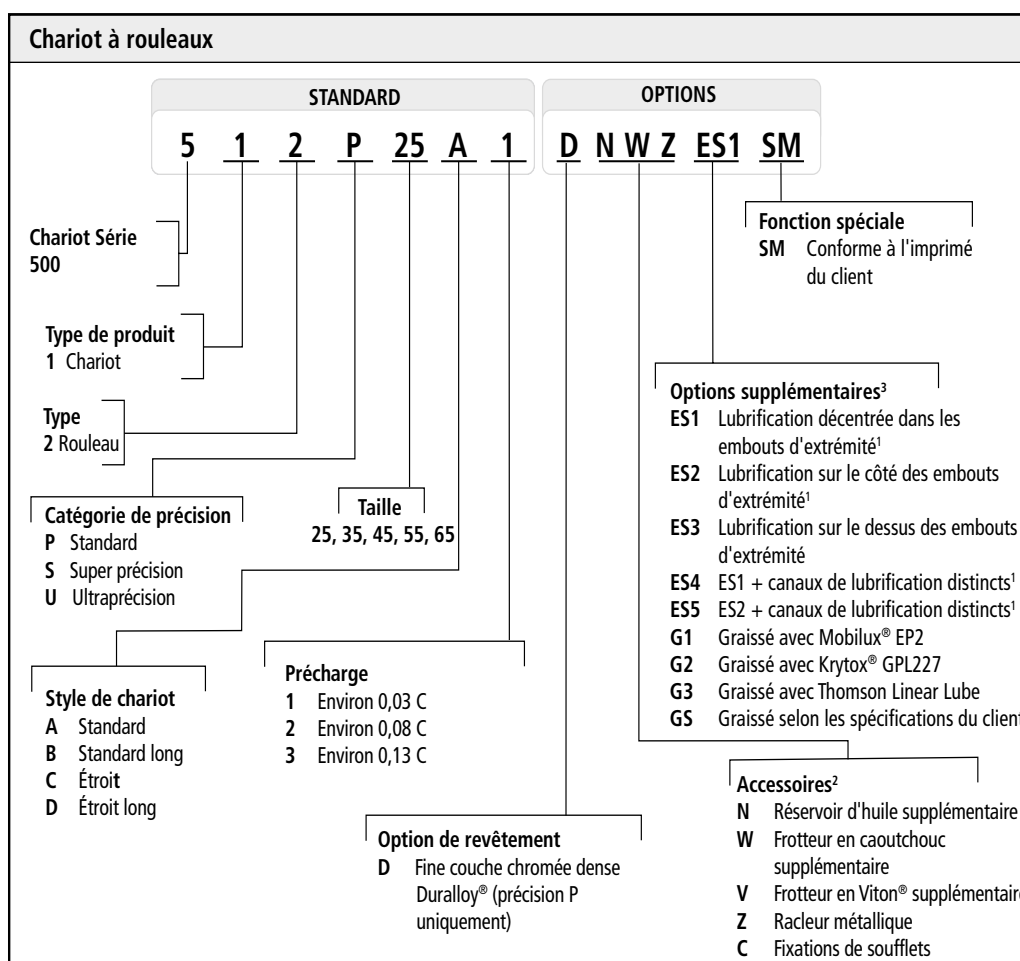 Chariot à rouleaux
STANDARD
OPTIONS
5 1 2 P 25 A 1 D N W Z ES1 SM
Chariot Série
500
Type de produit
1 Chariot
Type
2 Rouleau
Catégorie de précision
P Standard
S Super précision
U Ultraprécision
Taille
25, 35, 45, 55, 65
Style de chariot
A Standard
B Standard long
C Étroit
D Étroit long
Précharge
1 Environ 0,03 C
2 Environ 0,08 C
3 Environ 0,13 C
Option de revêtement
D Fine couche chromée dense
Duralloy® (précision P
uniquement)
Fonction spéciale
SM Conforme à l'imprimé
du client
Options supplémentaires³
ES1 Lubrification décentrée dans les
embouts d'extrémité¹
ES2 Lubrification sur le côté des embouts
d'extrémité¹
ES3 Lubrification sur le dessus des embouts
d'extrémité
ES4 ES1 + canaux de lubrification distincts¹
ES5 ES2 + canaux de lubrification distincts¹
G1 Graissé avec Mobilux® EP2
G2 Graissé avec Krytox® GPL227
G3 Graissé avec Thomson Linear Lube
GS Graissé selon les spécifications du client
Accessoires²
N Réservoir d'huile supplémentaire
W Frotteur en caoutchouc
supplémentaire
V Frotteur en Viton® supplémentaire
Z Racleur métallique
C Fixations de soufflets